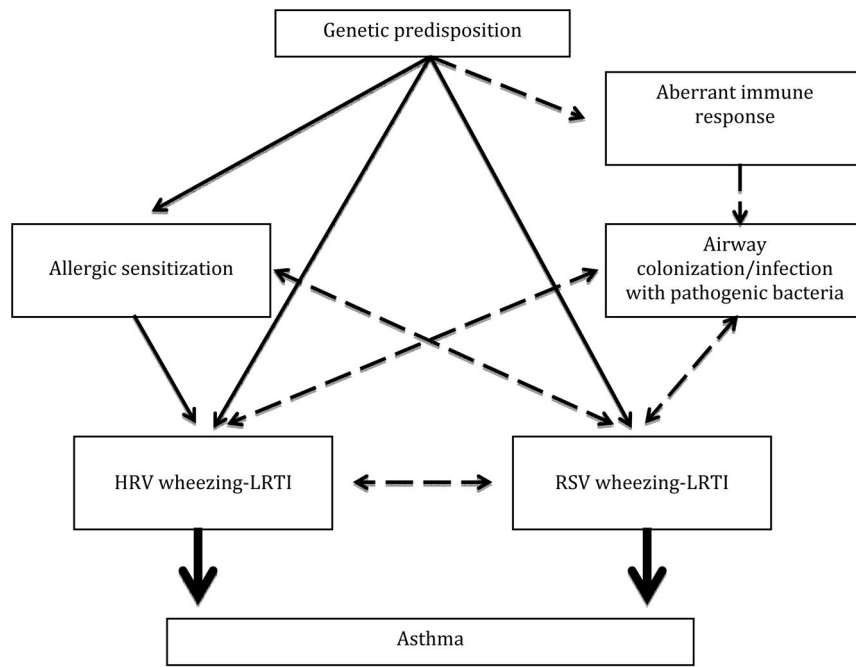 Genetic predisposition
Aberrant immune
response
Allergic sensitization
Airway
colonization/infection
with pathogenic bacteria
HRV wheezing-LRTI
RSV wheezing-LRTI
Asthma